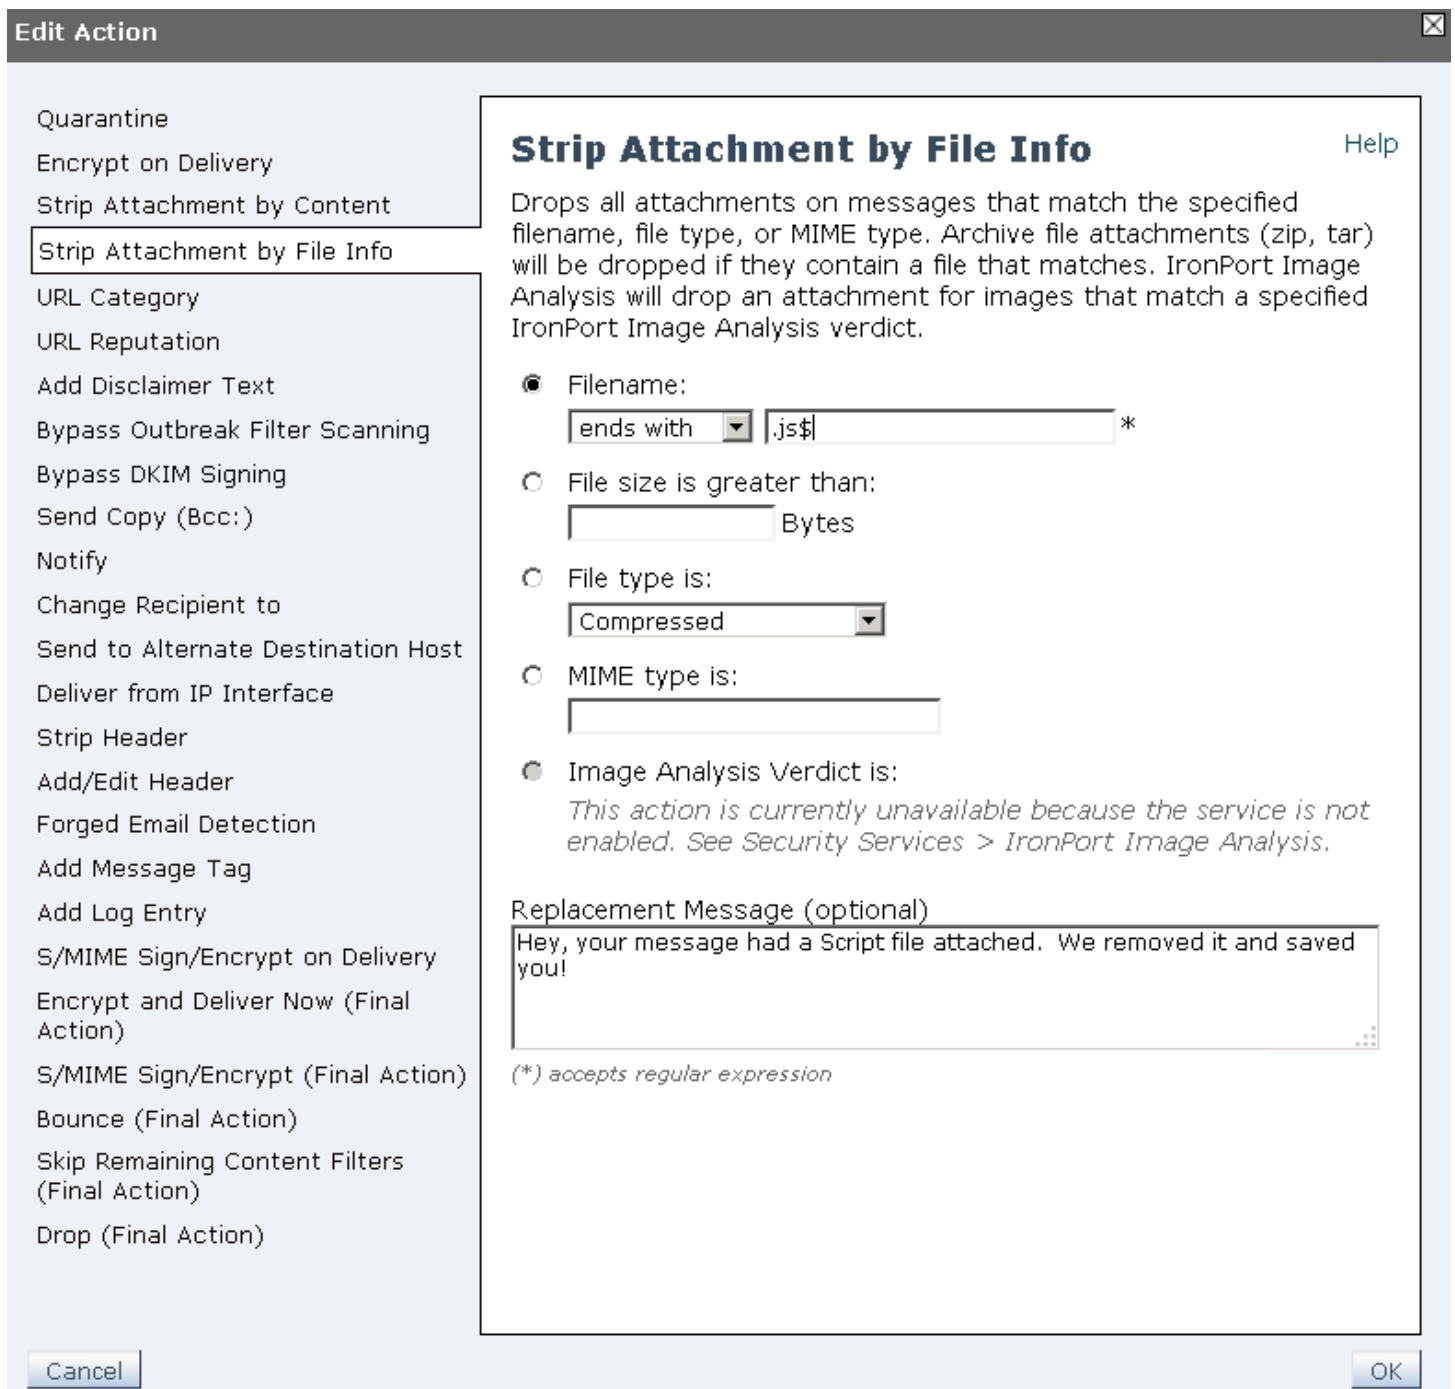 Edit Action
Quarantine
Encrypt on Delivery
Strip Attachment by Content
Strip Attachment by File Info
URL Category
URL Reputation
Add Disclaimer Text
Bypass Outbreak Filter Scanning
Bypass DKIM Signing
Send Copy (Bcc:)
Notify
Change Recipient to
Send to Alternate Destination Host
Deliver from IP Interface
Strip Header
Add/Edit Header
Forged Email Detection
Add Message Tag
Add Log Entry
S/MIME Sign/Encrypt on Delivery
Encrypt and Deliver Now (Final
Action)
S/MIME Sign/Encrypt (Final Action)
Bounce (Final Action)
Skip Remaining Content Filters
(Final Action)
Drop (Final Action)
Strip Attachment by File Info
Help
Drops all attachments on messages that match the specified
filename, file type, or MIME type. Archive file attachments (zip, tar)
will be dropped if they contain a file that matches. IronPort Image
Analysis will drop an attachment for images that match a specified
IronPort Image Analysis verdict.
Filename:
ends with .js$ *
File size is greater than:
Bytes
File type is:
Compressed
MIME type is:
Image Analysis Verdict is:
This action is currently unavailable because the service is not
enabled. See Security Services > IronPort Image Analysis.
Replacement Message (optional)
Hey, your message had a Script file attached.  We removed it and saved
you!
(*) accepts regular expression
Cancel
OK